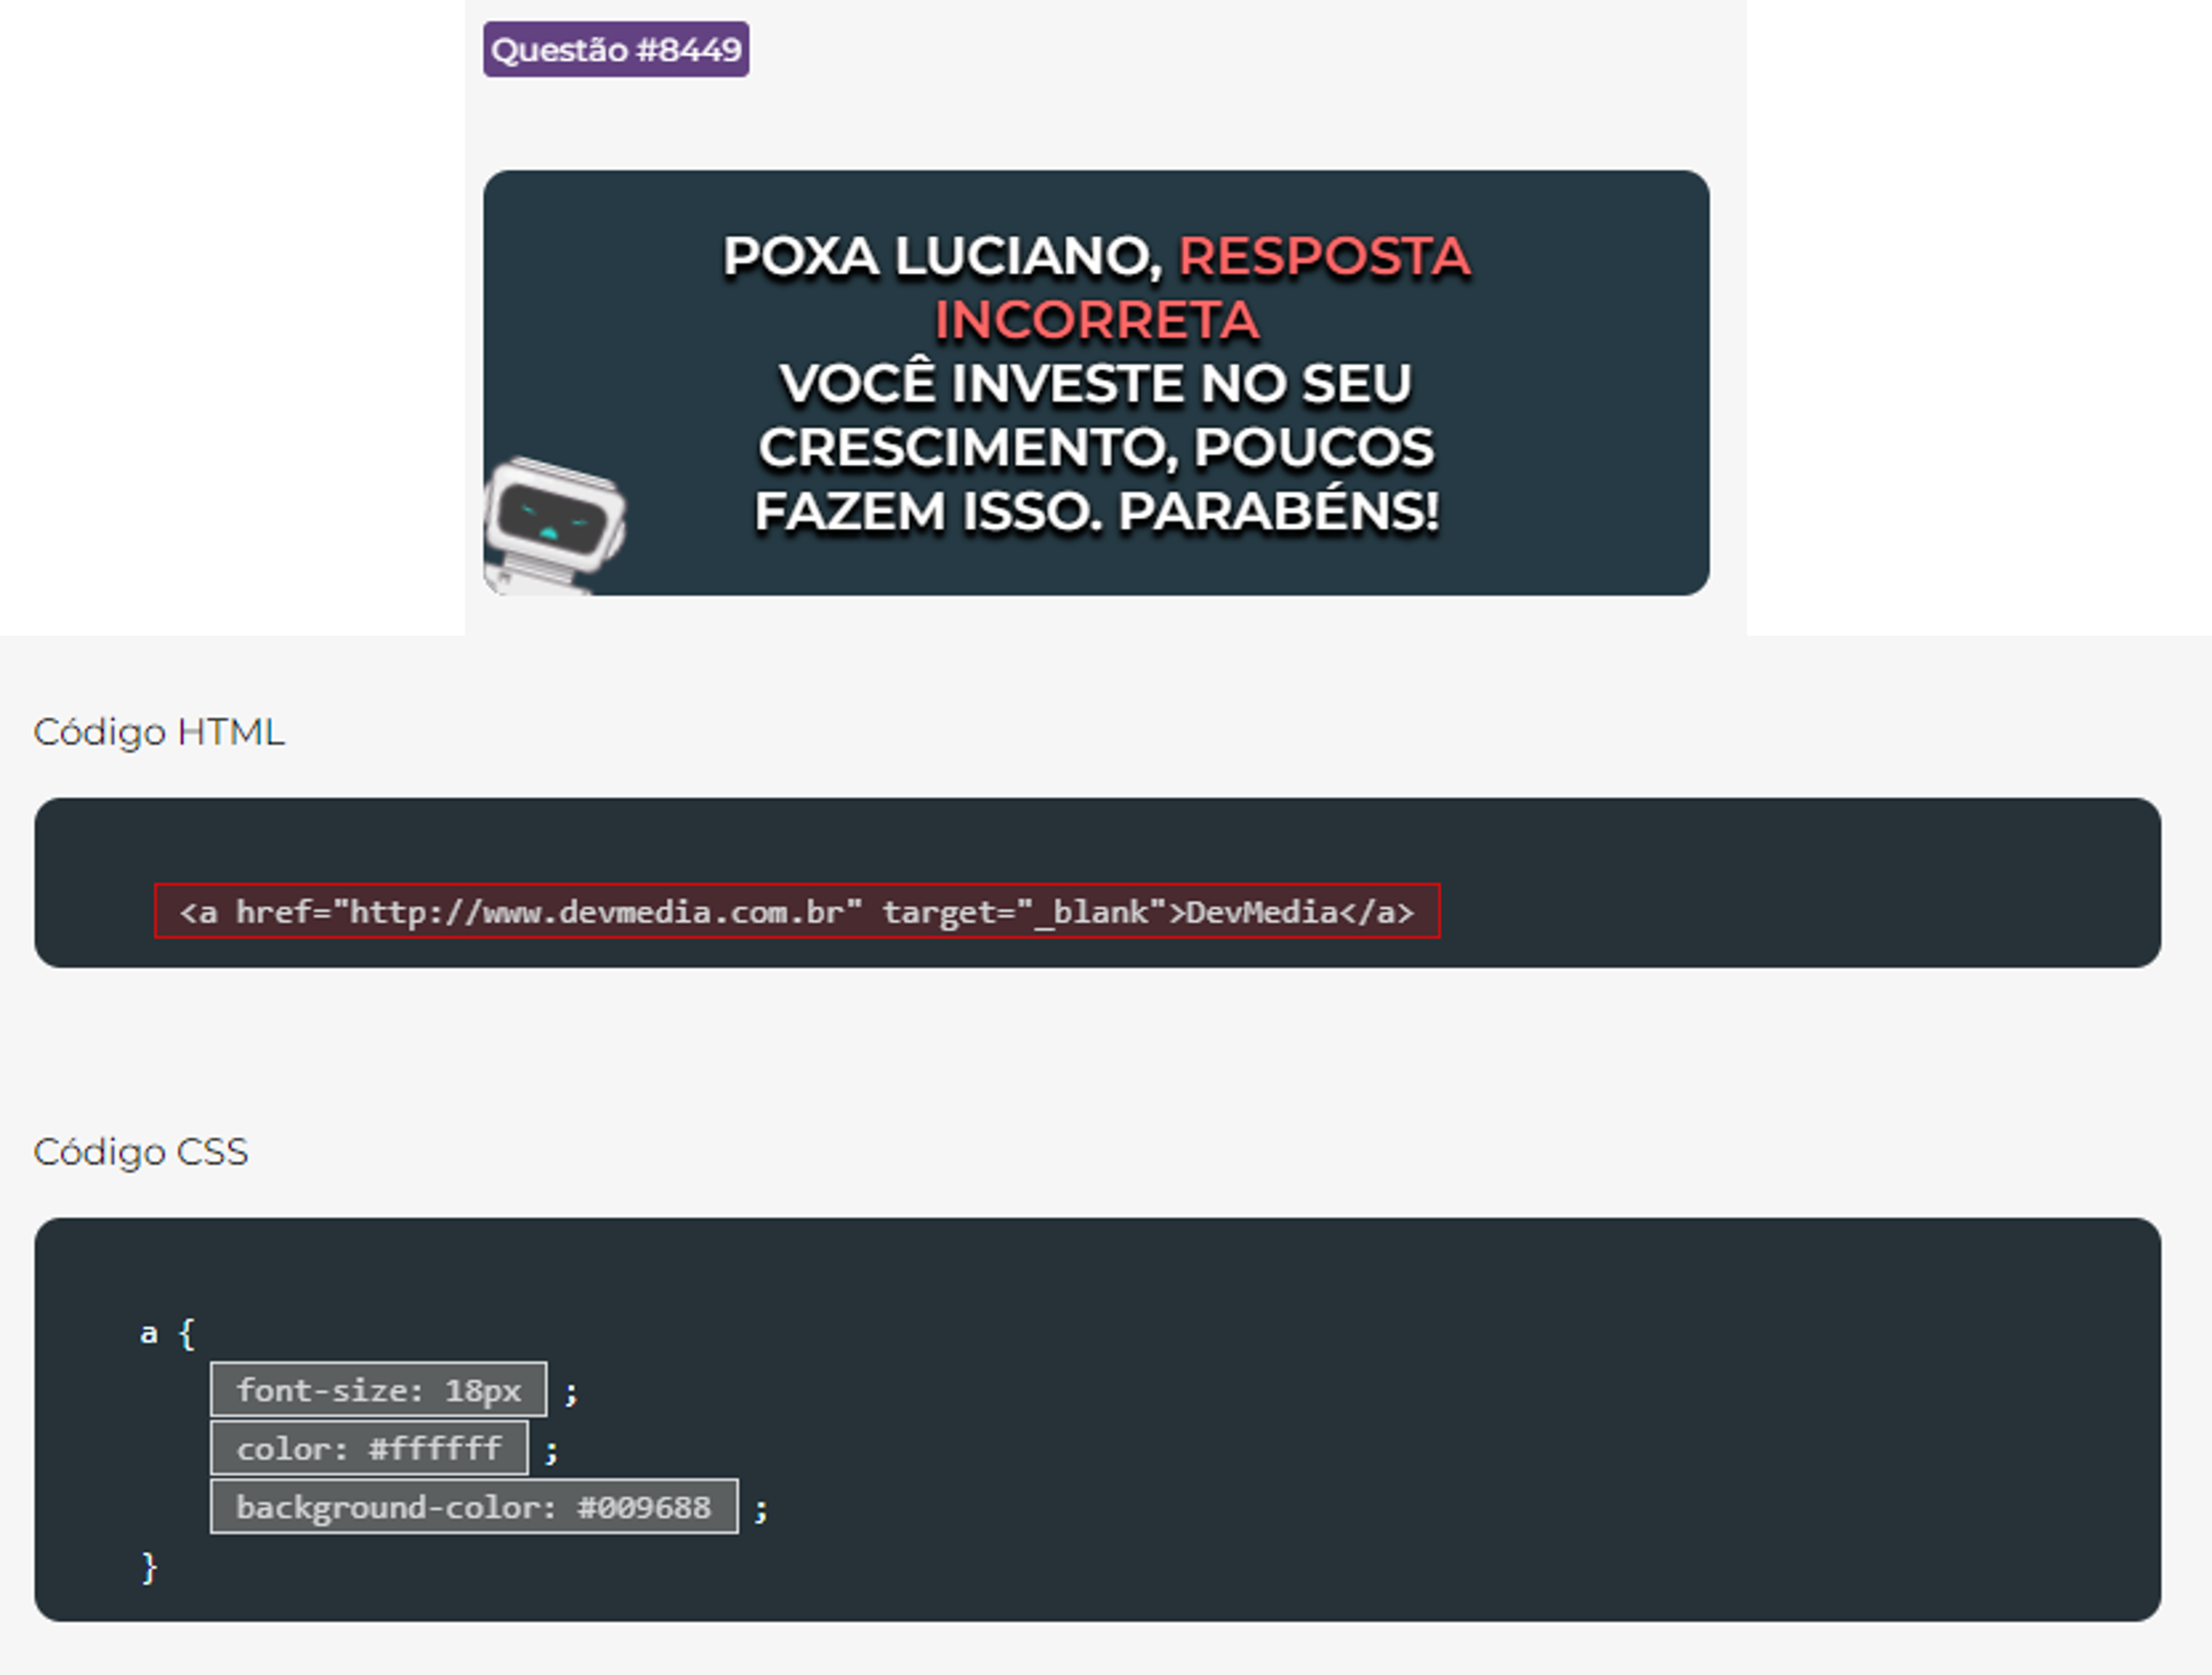 Questão #8449
POXA LUCIANO, RESPOSTA
INCORRETA
VOCÊ INVESTE NO SEU
CRESCIMENTO, POUCOS
FAZEM ISSO. PARABÉNS!
Código HTML
<a href="http://www.devmedia.com.br" target="_blank">DevMedia</a>
Código CSS
a {
font-size: 18px ;
color: #ffffff ;
background-color: #009688 ;
}